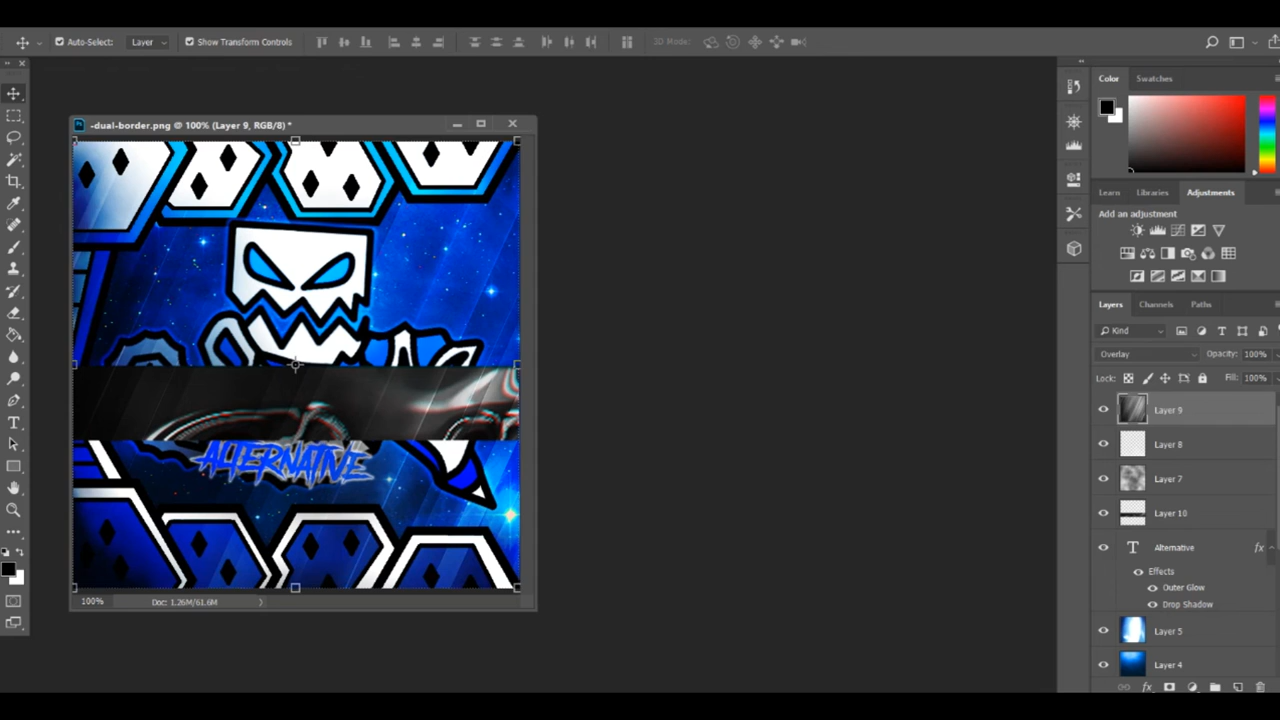 Auto-Select: Layer Show Transform Controls 3D Mode:
Color Swatches
-dual-border.png @ 100% (Layer 9, RGB/8) *
Learn Libraries Adjustments
Add an adjustment
Layers Channels Paths
Kind
Overlay Opacity: 100%
Lock: Fill: 100%
Layer 9
Layer 8
Layer 7
Layer 10
T Alternative fx
Effects
Outer Glow
Drop Shadow
Layer 5
Layer 4
ALTERNATIVE
100% Doc: 1.26M/61.6M
fx